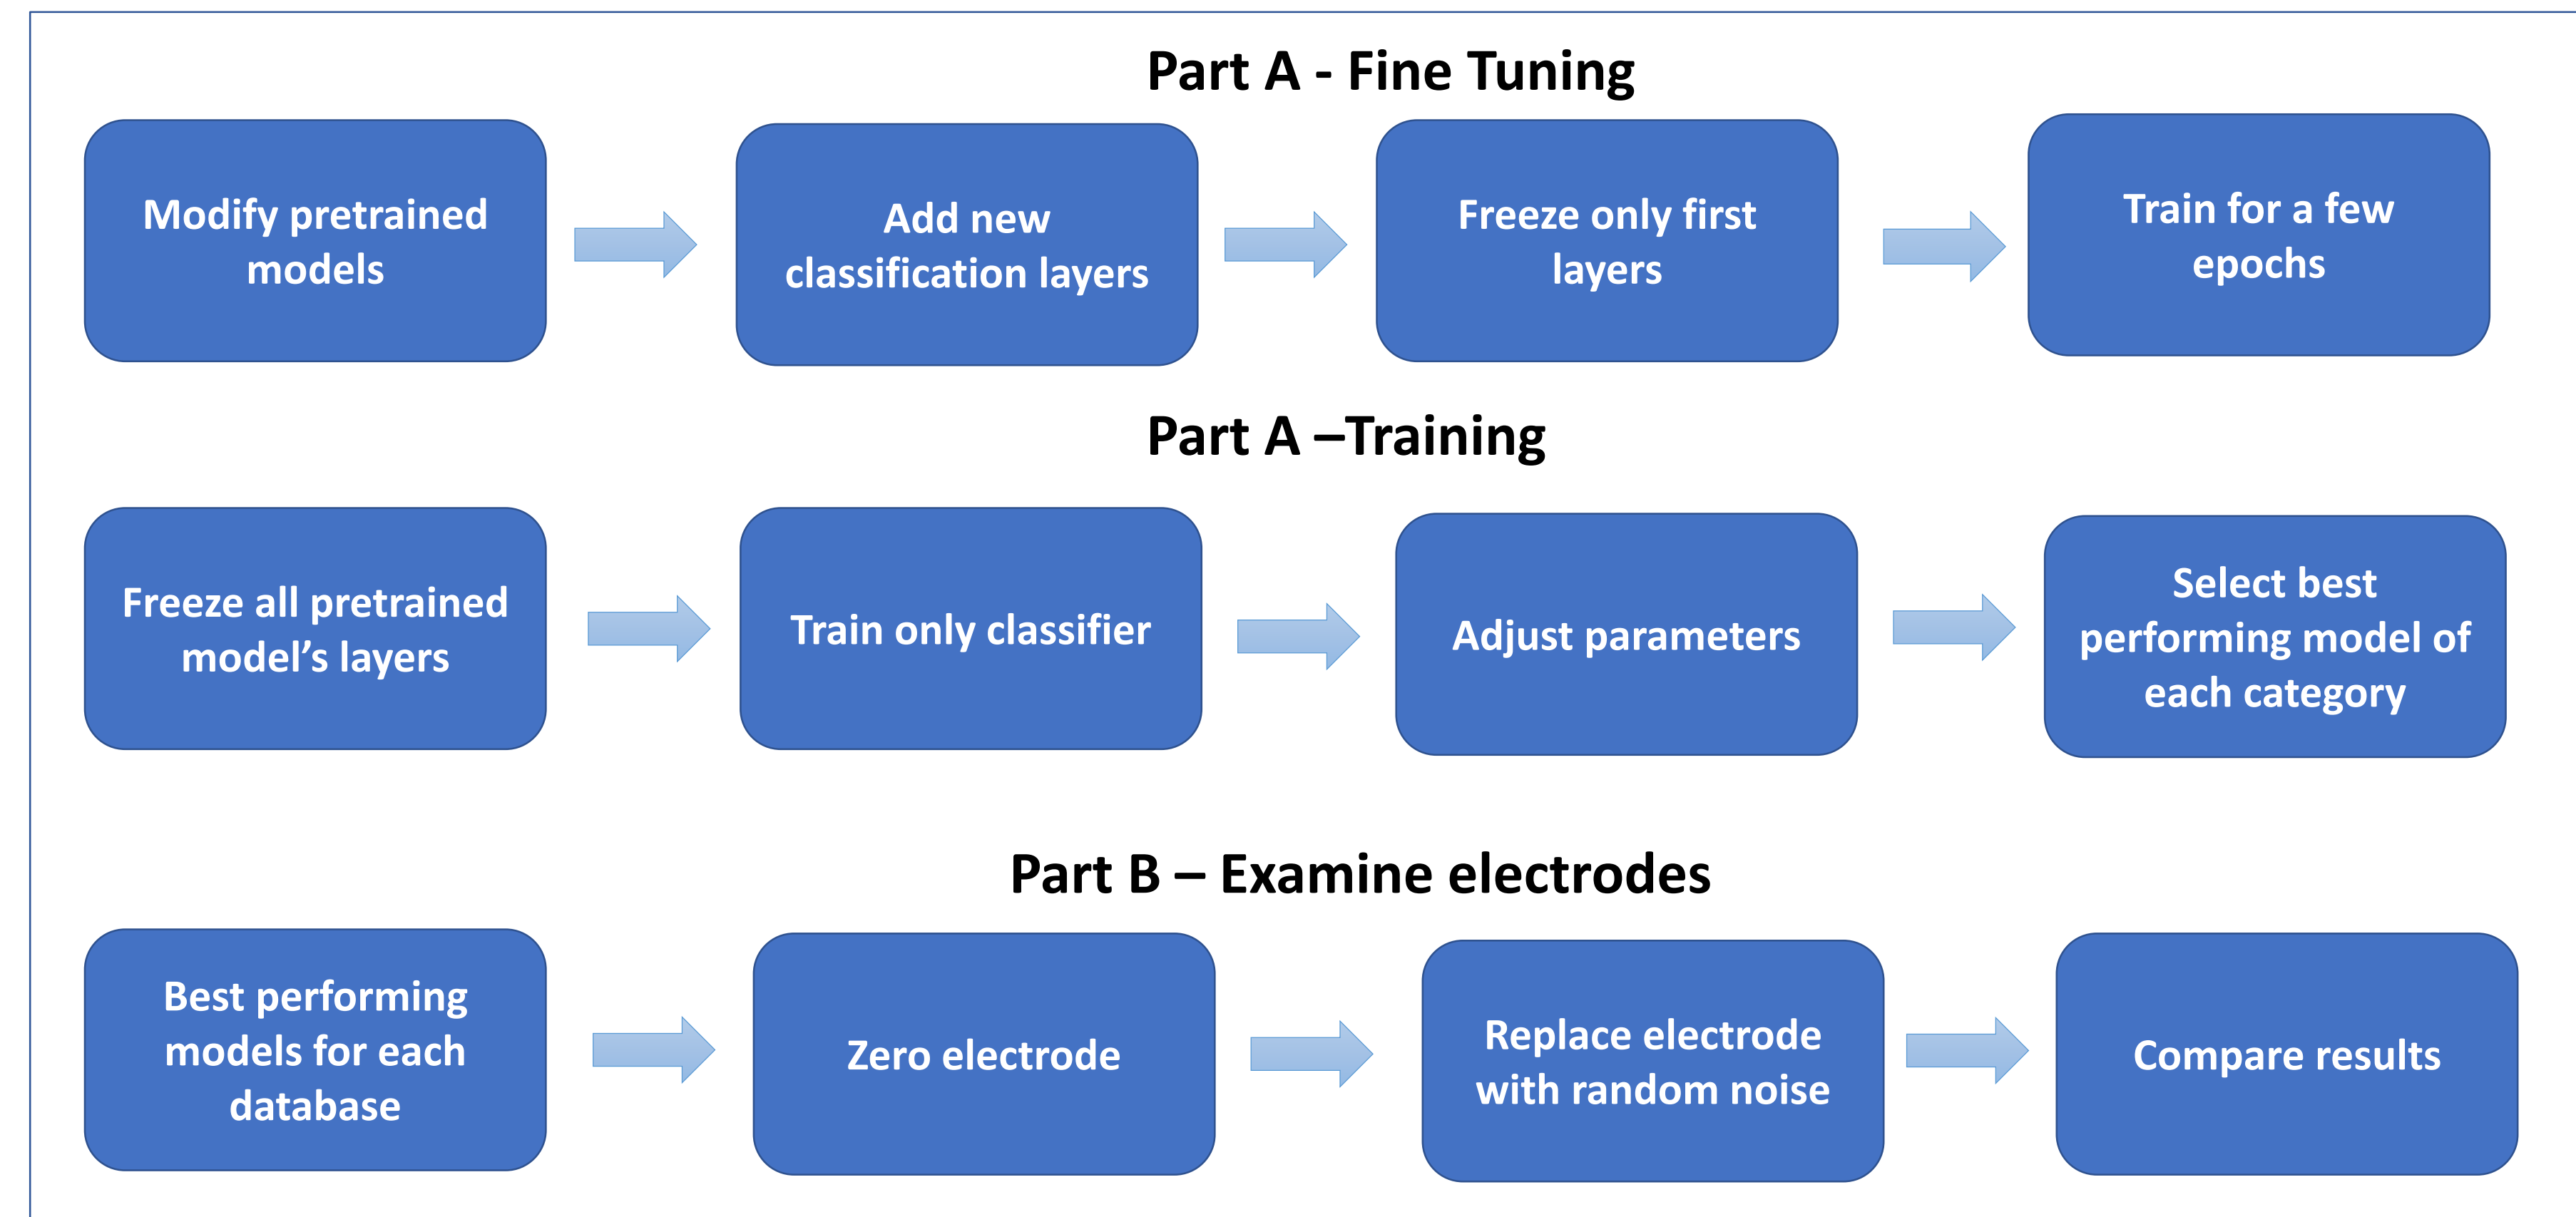 Part A - Fine Tuning
Modify pretrained
models
Add new
classification layers
Freeze only first
layers
Train for a few
epochs
Part A –Training
Freeze all pretrained
model’s layers
Train only classifier
Adjust parameters
Select best
performing model of
each category
Part B – Examine electrodes
Best performing
models for each
database
Zero electrode
Replace electrode
with random noise
Compare results